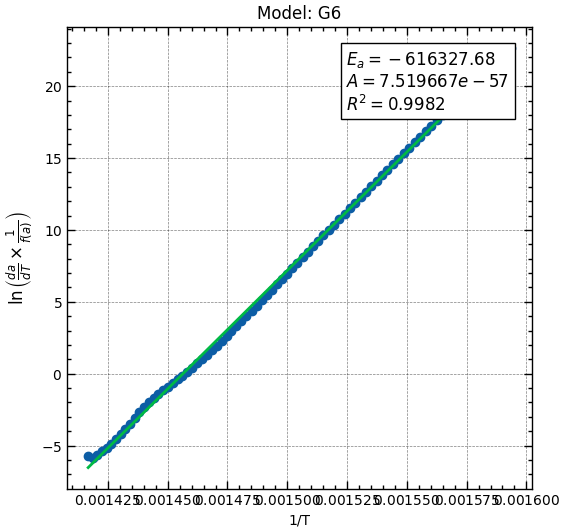 Model: G6
E_a = −616327.68
A = 7.519667e − 57
R^2 = 0.9982
20
15
10
5
0
−5
ln (da/dT × 1/f(a))
0.001425 0.001450 0.001475 0.001500 0.001525 0.001550 0.001575 0.001600
1/T